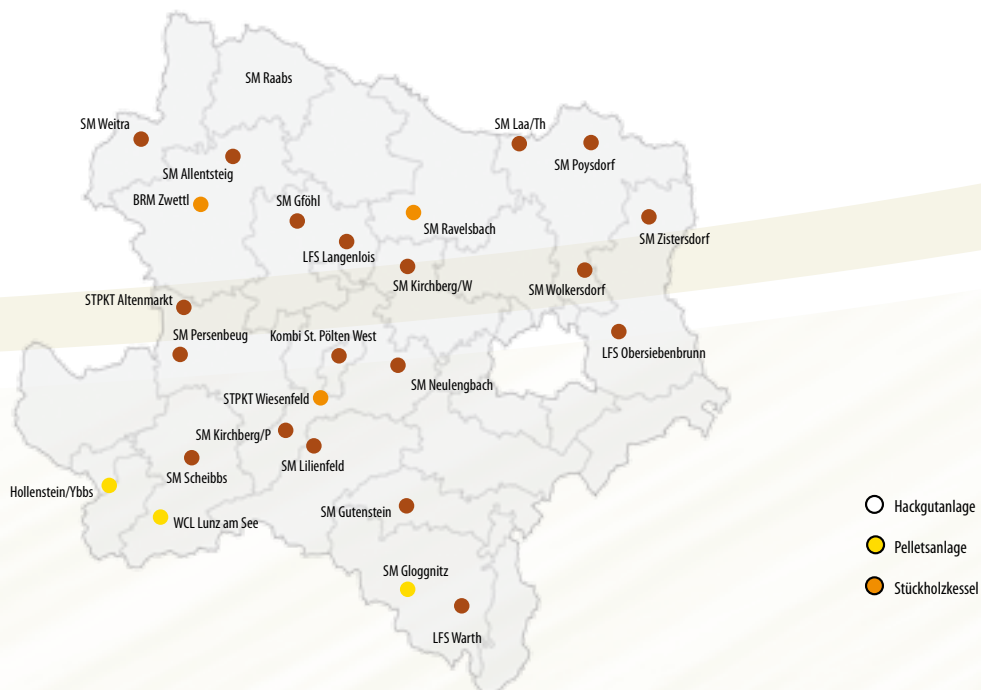 SM Raabs
SM Weitra
SM Laa/Th
SM Poysdorf
SM Allentsteig
BRM Zwettl
SM Gföhl
SM Ravelsbach
SM Zistersdorf
LFS Langenlois
SM Kirchberg/W
SM Wolkersdorf
STPKT Altenmarkt
SM Persenbeug
Kombi St. Pölten West
LFS Obersiebenbrunn
SM Neulengbach
STPKT Wiesenfeld
SM Kirchberg/P
SM Lilienfeld
SM Scheibbs
Hollenstein/Ybbs
WCL Lunz am See
SM Gutenstein
Hackgutanlage
Pelletsanlage
SM Gloggnitz
Stückholzkessel
LFS Warth